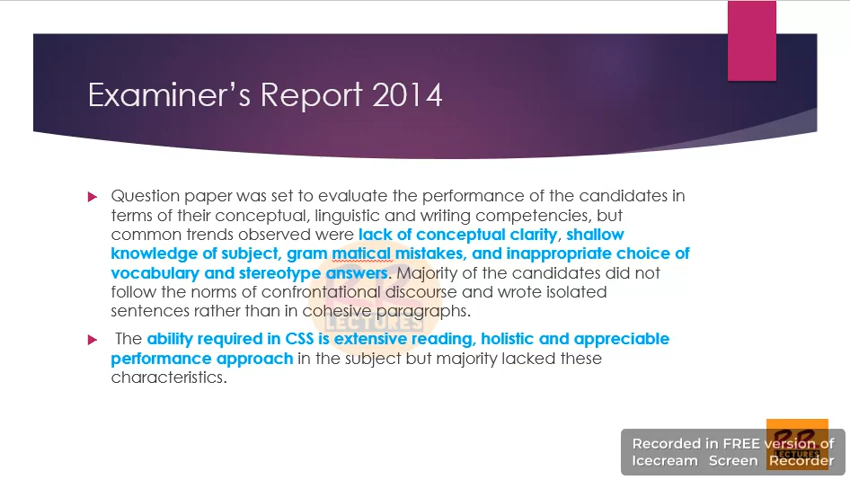 Examiner's Report 2014
Question paper was set to evaluate the performance of the candidates in
terms of their conceptual, linguistic and writing competencies, but
common trends observed were lack of conceptual clarity, shallow
knowledge of subject, gram matical mistakes, and inappropriate choice of
vocabulary and stereotype answers. Majority of the candidates did not
follow the norms of confrontational discourse and wrote isolated
sentences rather than in cohesive paragraphs.
The ability required in CSS is extensive reading, holistic and appreciable
performance approach in the subject but majority lacked these
characteristics.
LECTURES
Recorded in FREE version of
Icecream Screen Recorder
LECTURES